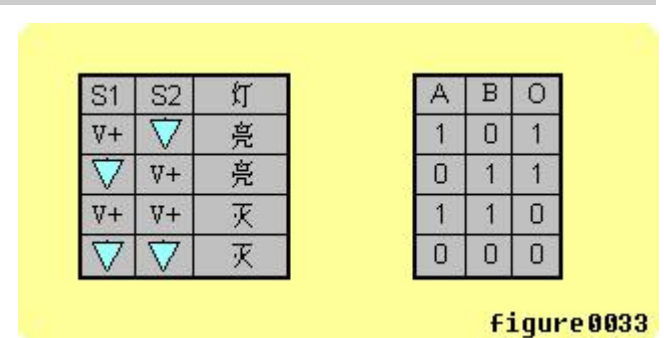 S1 S2 灯 A B O
V+ 亮 1 0 1
V+ 亮 0 1 1
V+ V+ 灭 1 1 0
灭 0 0 0
figure0033